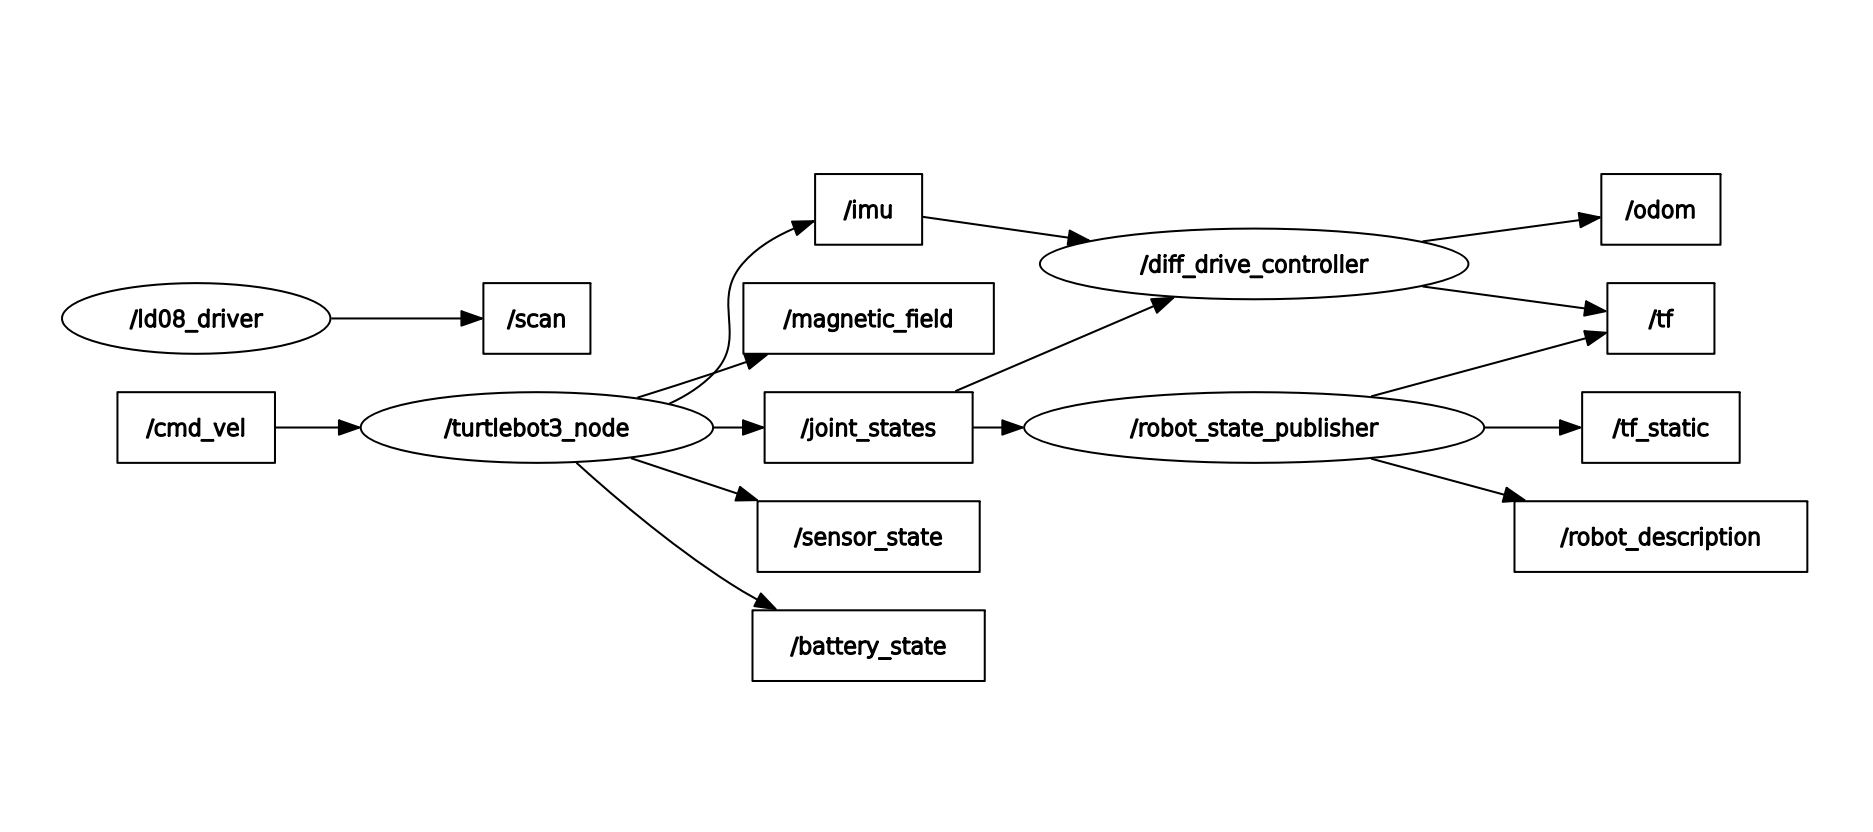 /imu
/odom
/diff_drive_controller
/ld08_driver
/scan
/magnetic_field
/tf
/cmd_vel
/turtlebot3_node
/joint_states
/robot_state_publisher
/tf_static
/sensor_state
/robot_description
/battery_state